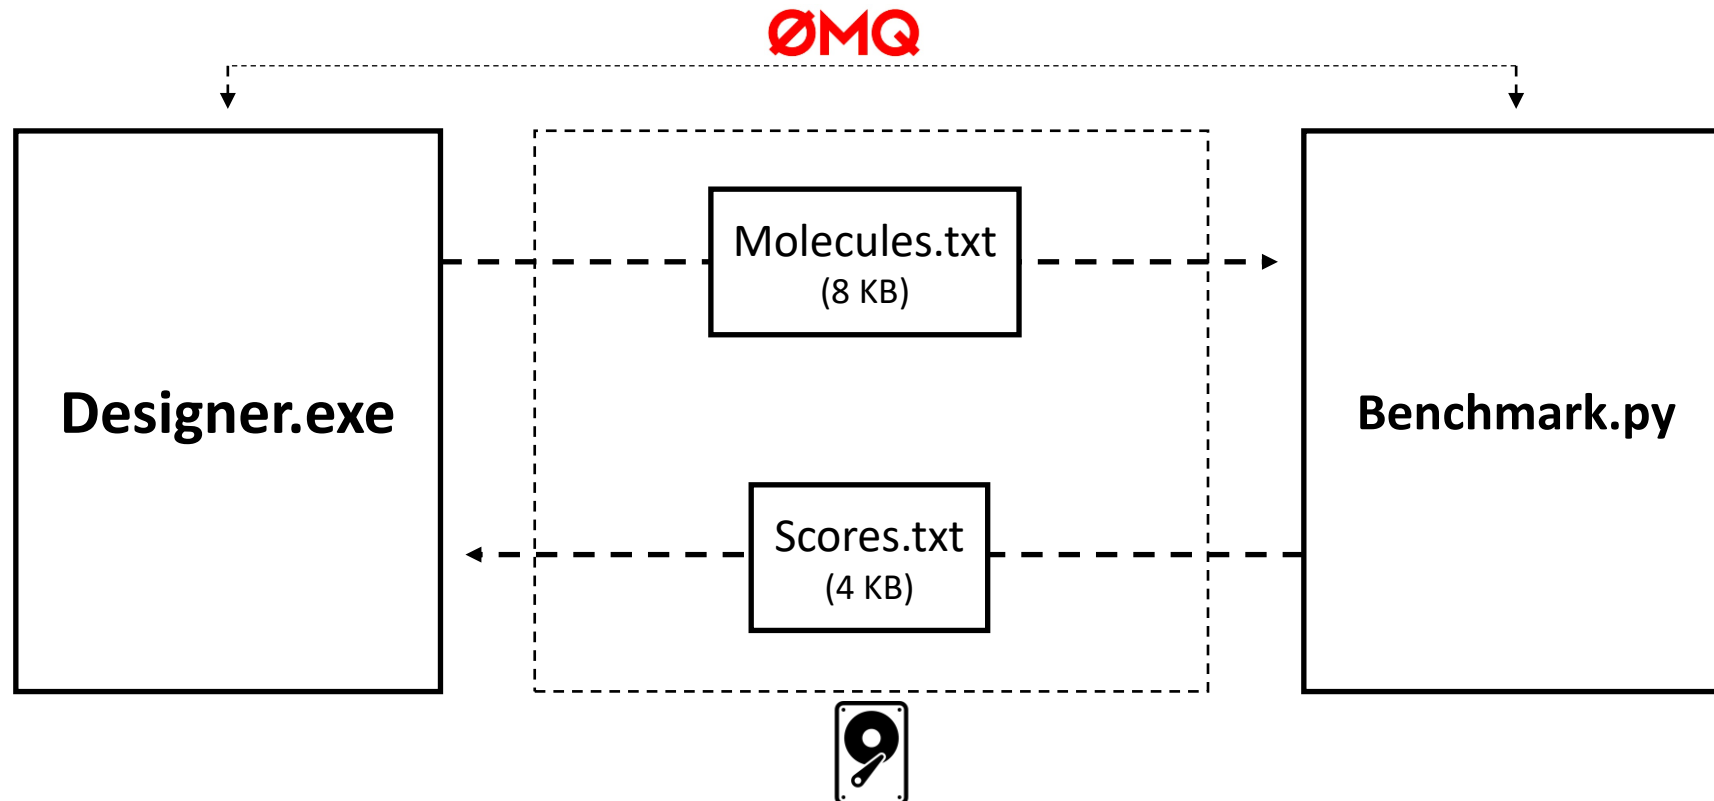 ØMQ
Molecules.txt
(8 KB)
Designer.exe
Benchmark.py
Scores.txt
(4 KB)